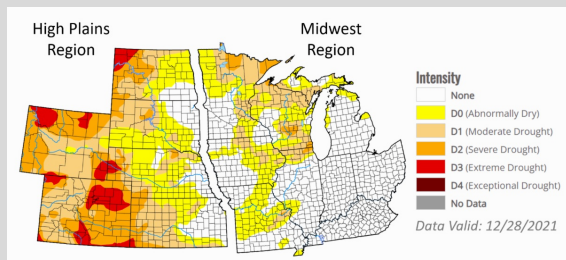 High Plains
Region
Midwest
Region
Intensity
None
D0 (Abnormally Dry)
D1 (Moderate Drought)
D2 (Severe Drought)
D3 (Extreme Drought)
D4 (Exceptional Drought)
No Data
Data Valid: 12/28/2021